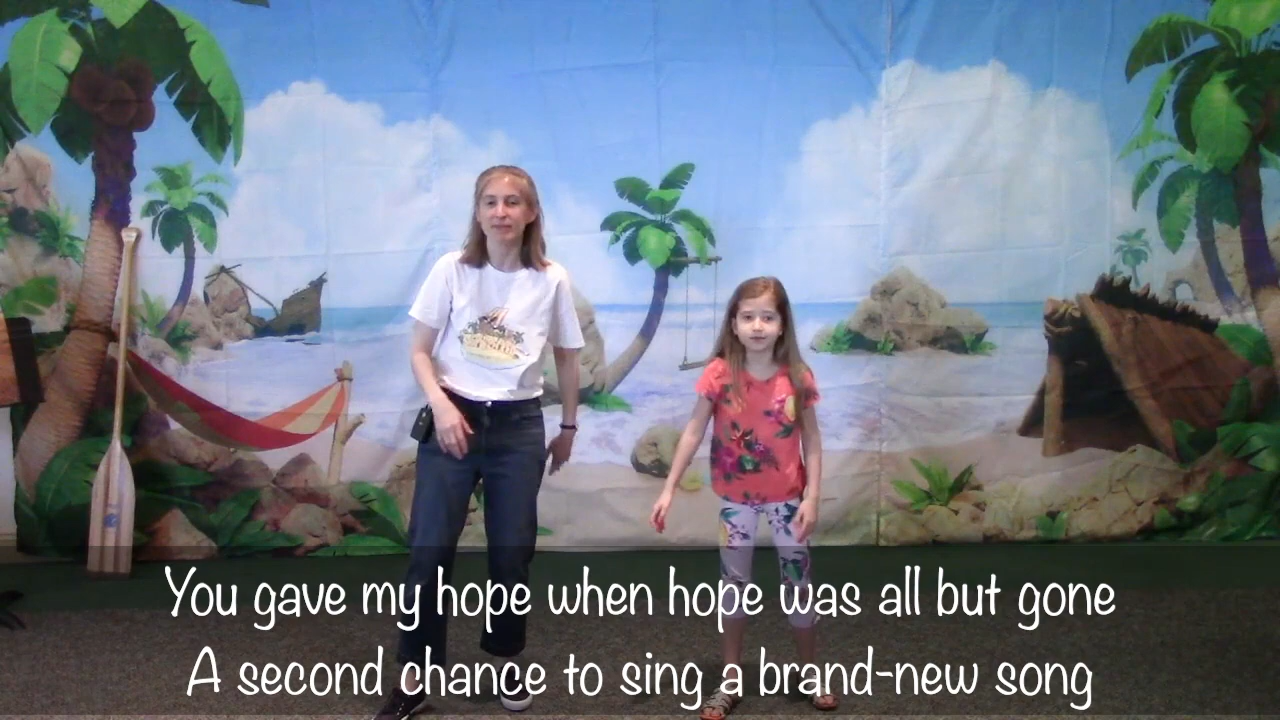 You gave my hope when hope was all but gone
A second chance to sing a brand-new song